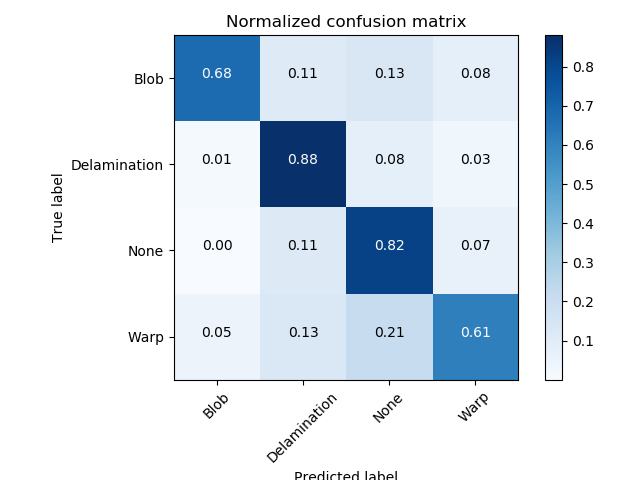 Normalized confusion matrix
True label
Blob 0.68 0.11 0.13 0.08
Delamination 0.01 0.88 0.08 0.03
None 0.00 0.11 0.82 0.07
Warp 0.05 0.13 0.21 0.61
Blob Delamination None Warp
Predicted label
0.8
0.7
0.6
0.5
0.4
0.3
0.2
0.1